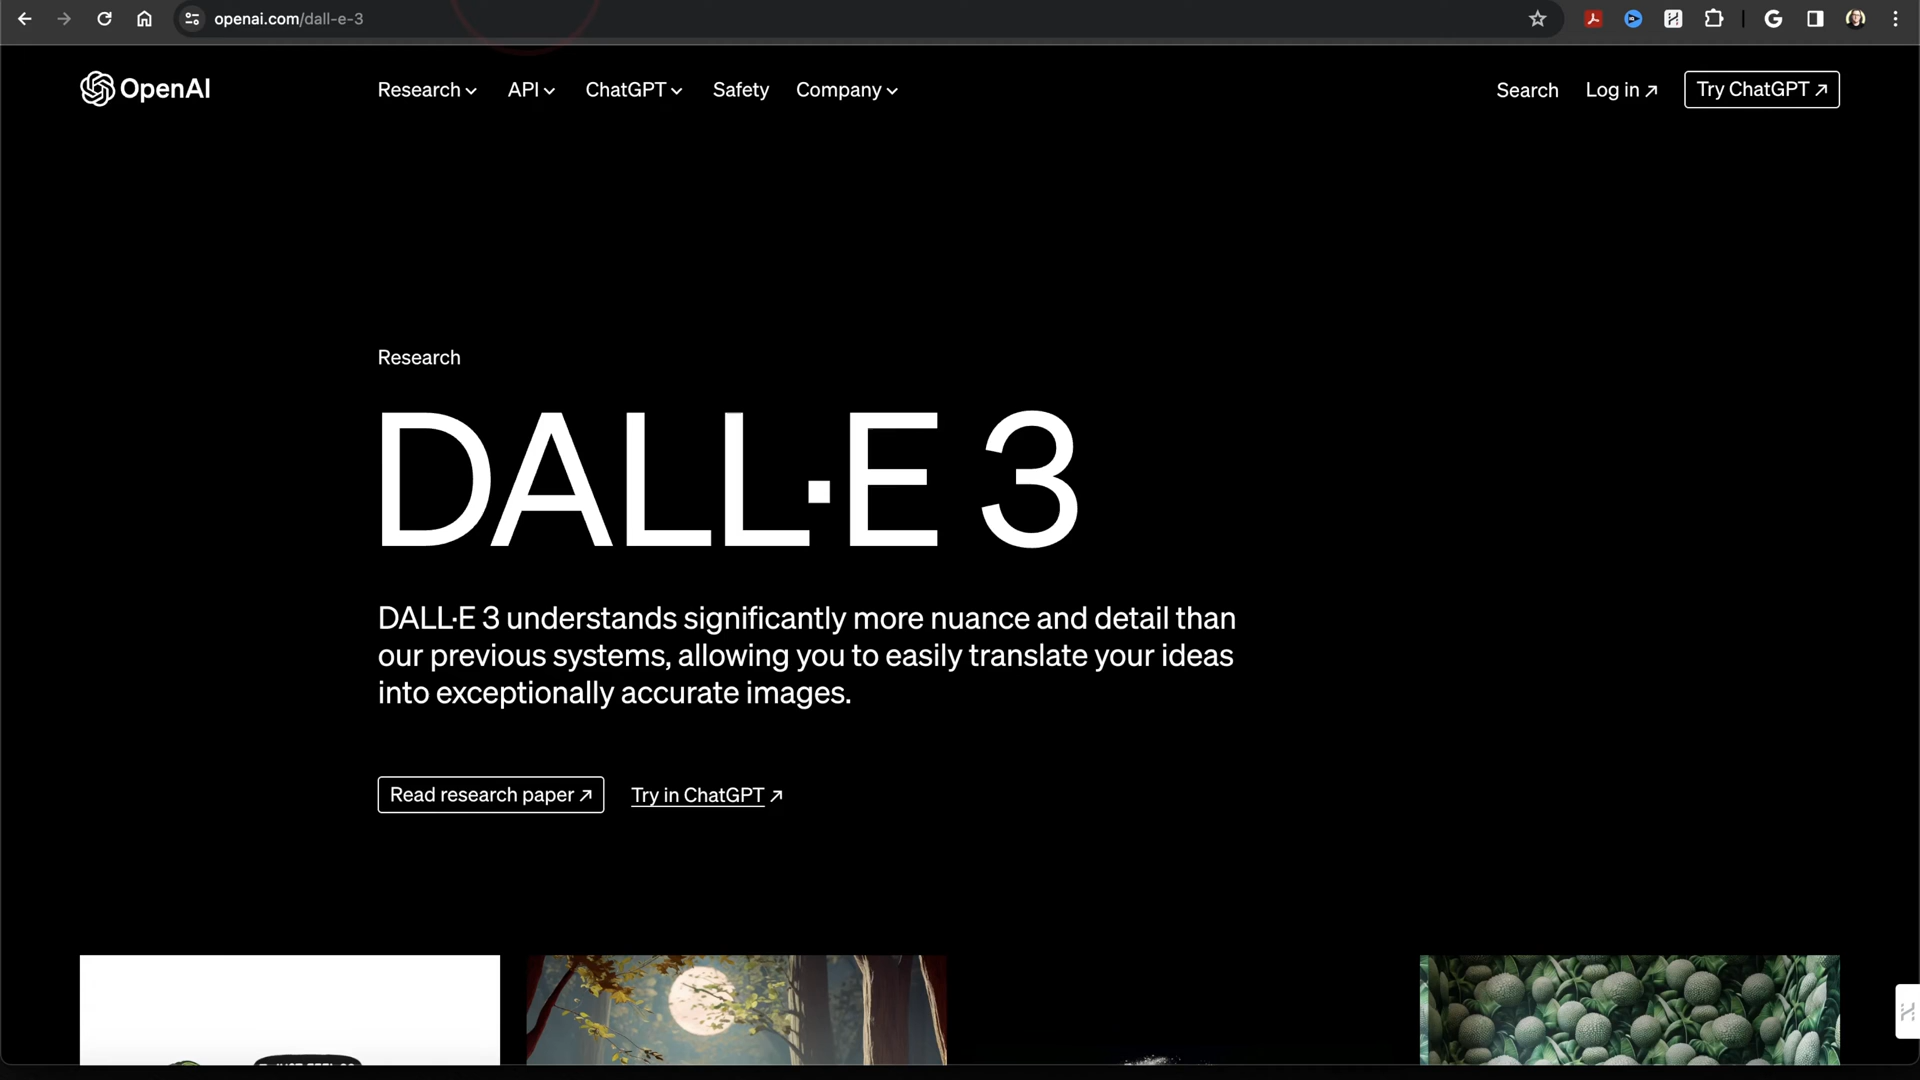 openai.com/dall-e-3
OpenAI
Research
API
ChatGPT
Safety
Company
Search
Log in
Try ChatGPT
Research
DALL·E 3
DALL·E 3 understands significantly more nuance and detail than
our previous systems, allowing you to easily translate your ideas
into exceptionally accurate images.
Read research paper
Try in ChatGPT